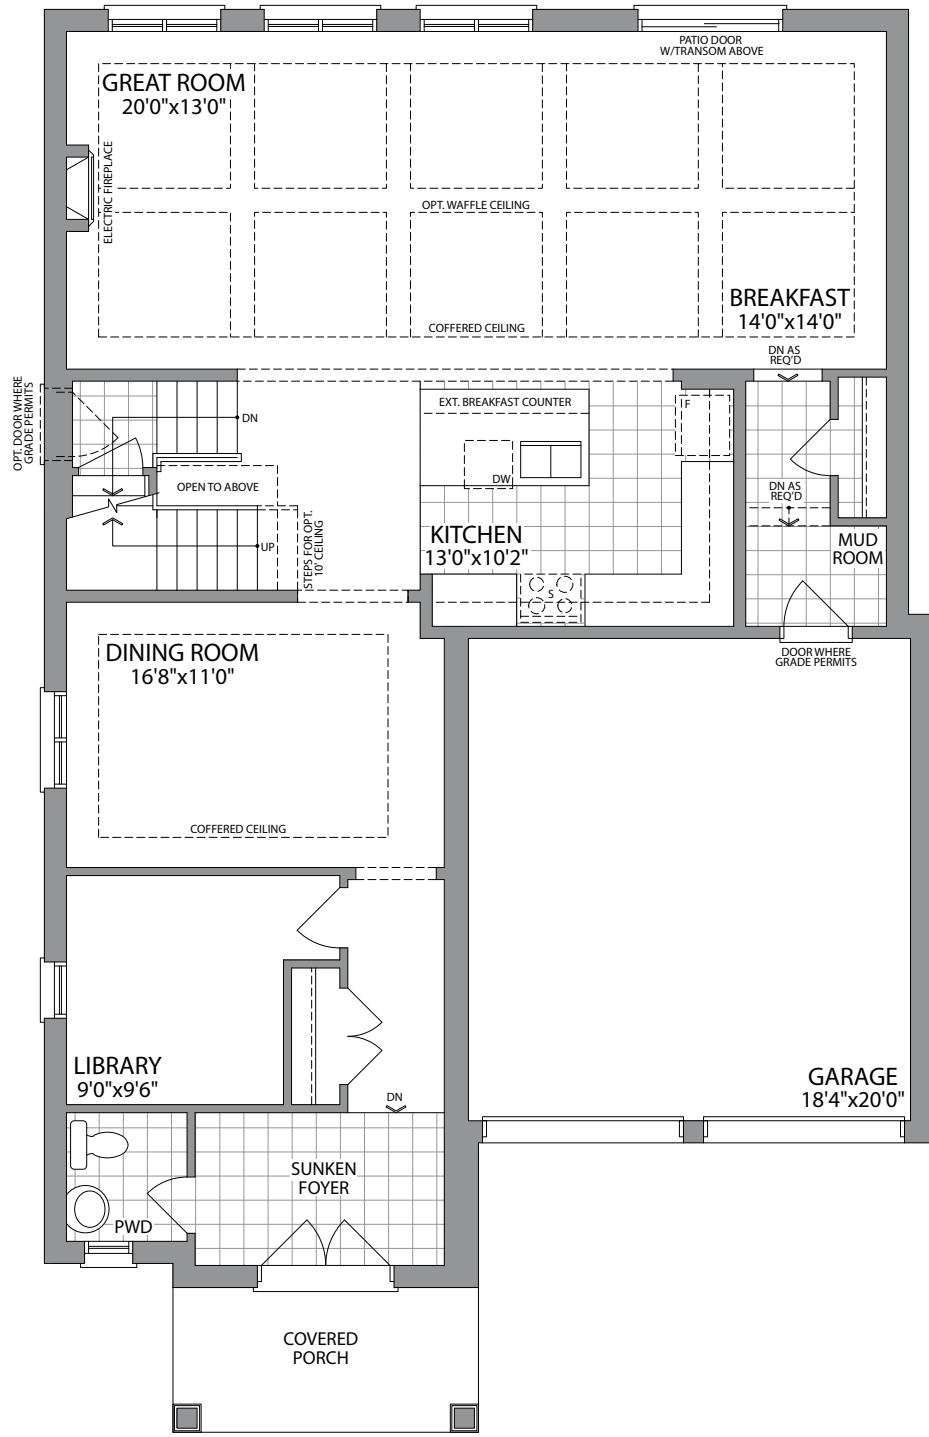 PATIO DOOR
W/TRANSOM ABOVE
GREAT ROOM
20'0"x13'0"
ELECTRIC FIREPLACE
OPT. WAFFLE CEILING
BREAKFAST
14'0"x14'0"
COFFERED CEILING
DN AS
REQ'D
OPT. DOOR WHERE
GRADE PERMITS
DN
EXT. BREAKFAST COUNTER
F
DW
OPEN TO ABOVE
DN AS
REQ'D
STEPS FOR OPT.
10' CEILING
UP
KITCHEN
13'0"x10'2"
MUD
ROOM
S
DINING ROOM
16'8"x11'0"
DOOR WHERE
GRADE PERMITS
COFFERED CEILING
LIBRARY
9'0"x9'6"
GARAGE
18'4"x20'0"
DN
SUNKEN
FOYER
PWD
COVERED
PORCH